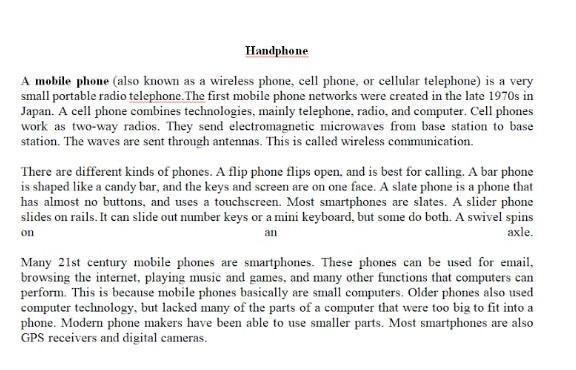 Handphone
A mobile phone (also known as a wireless phone, cell phone, or cellular telephone) is a very
small portable radio telephone.The first mobile phone networks were created in the late 1970s in
Japan. A cell phone combines technologies, mainly telephone, radio, and computer. Cell phones
work as two-way radios. They send electromagnetic microwaves from base station to base
station. The waves are sent through antennas. This is called wireless communication.
There are different kinds of phones. A flip phone flips open, and is best for calling. A bar phone
is shaped like a candy bar, and the keys and screen are on one face. A slate phone is a phone that
has almost no buttons, and uses a touchscreen. Most smartphones are slates. A slider phone
slides on rails. It can slide out number keys or a mini keyboard, but some do both. A swivel spins
on an axle.
Many 21st century mobile phones are smartphones. These phones can be used for email,
browsing the internet, playing music and games, and many other functions that computers can
perform. This is because mobile phones basically are small computers. Older phones also used
computer technology, but lacked many of the parts of a computer that were too big to fit into a
phone. Modern phone makers have been able to use smaller parts. Most smartphones are also
GPS receivers and digital cameras.